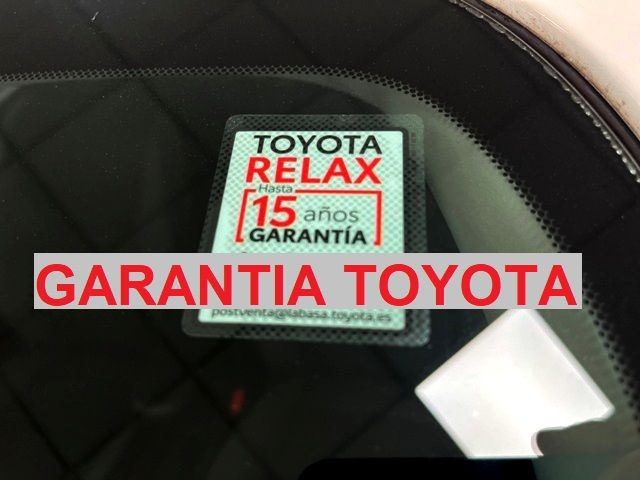 TOYOTA
RELAX
Hasta
15 años
GARANTÍA
GARANTIA TOYOTA
postventa@labasa.toyota.es